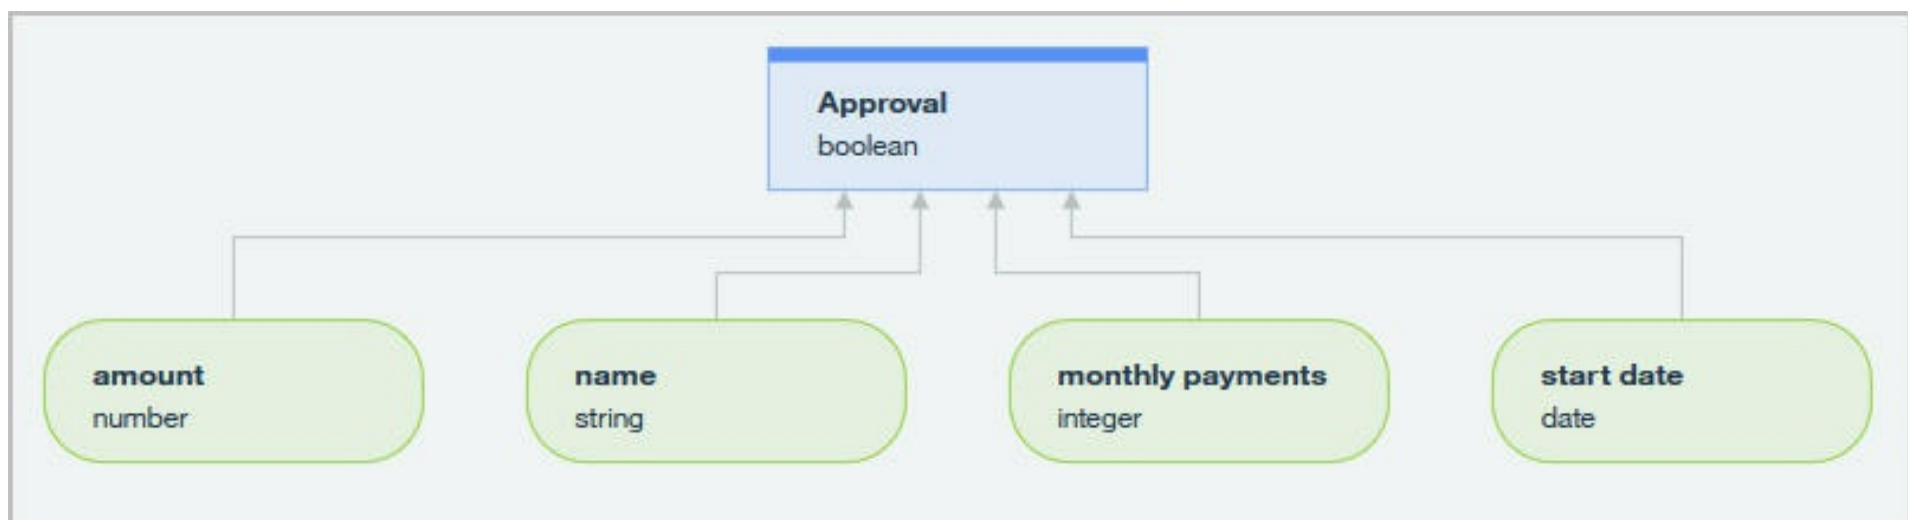 Approval
boolean
amount
number
name
string
monthly payments
integer
start date
date